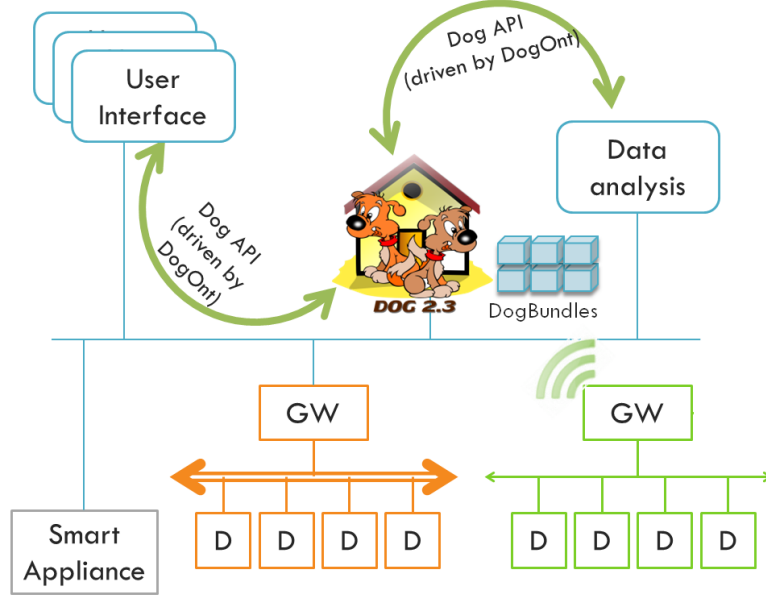 Dog API
(driven by DogOnt)
User
Interface
Data
analysis
Dog API
(driven by
DogOnt)
DOG 2.3
DogBundles
GW
GW
Smart
Appliance
D
D
D
D
D
D
D
D